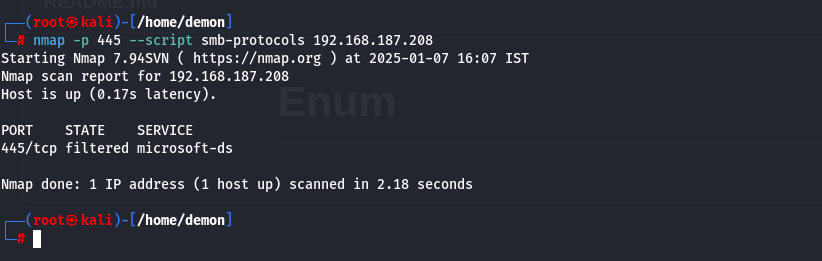 README.md
┌──(root㉿kali)-[/home/demon]
└─# nmap -p 445 --script smb-protocols 192.168.187.208
Starting Nmap 7.94SVN ( https://nmap.org ) at 2025-01-07 16:07 IST
Nmap scan report for 192.168.187.208
Host is up (0.17s latency).
Enum
PORT    STATE    SERVICE
445/tcp filtered microsoft-ds
Nmap done: 1 IP address (1 host up) scanned in 2.18 seconds
┌──(root㉿kali)-[/home/demon]
└─#